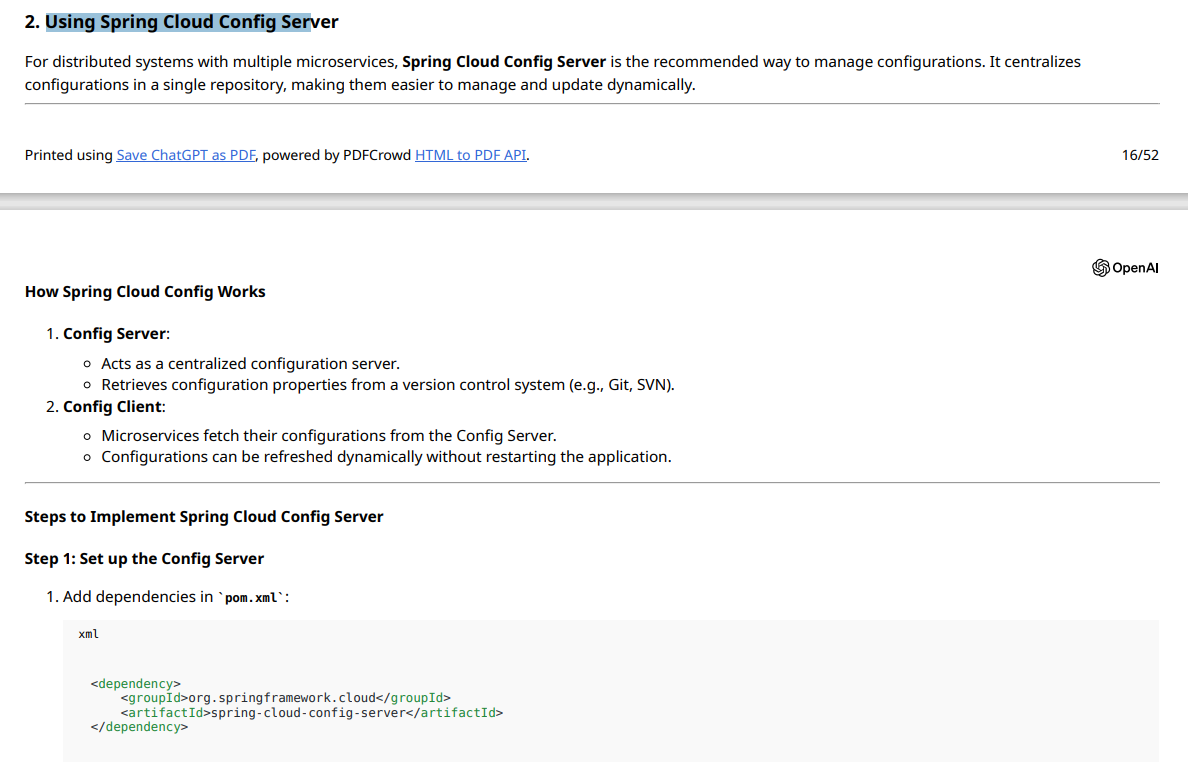 2. Using Spring Cloud Config Server
For distributed systems with multiple microservices, Spring Cloud Config Server is the recommended way to manage configurations. It centralizes
configurations in a single repository, making them easier to manage and update dynamically.
Printed using Save ChatGPT as PDF, powered by PDFCrowd HTML to PDF API. 16/52
OpenAI
How Spring Cloud Config Works
1. Config Server:
Acts as a centralized configuration server.
Retrieves configuration properties from a version control system (e.g., Git, SVN).
2. Config Client:
Microservices fetch their configurations from the Config Server.
Configurations can be refreshed dynamically without restarting the application.
Steps to Implement Spring Cloud Config Server
Step 1: Set up the Config Server
1. Add dependencies in `pom.xml`:
xml
<dependency>
<groupId>org.springframework.cloud</groupId>
<artifactId>spring-cloud-config-server</artifactId>
</dependency>